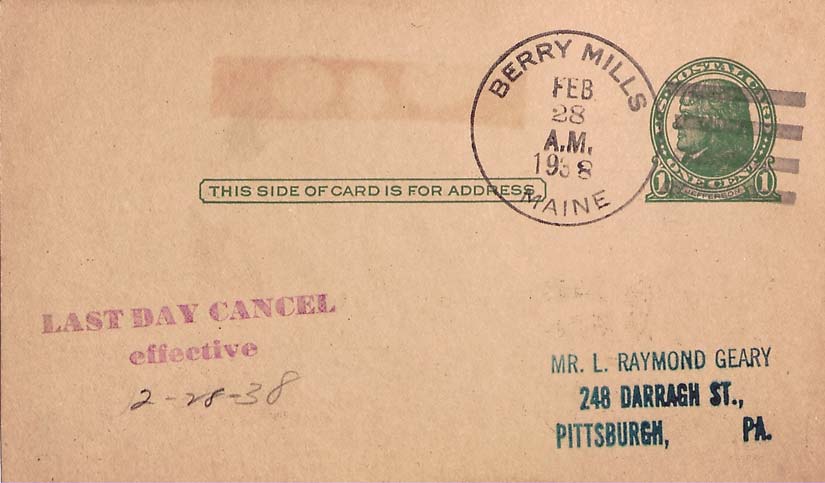 BERRY MILLS
FEB
28
A.M.
1938
MAINE
U.S. POSTAL CARD
ONE CENT
1 JEFFERSON 1
THIS SIDE OF CARD IS FOR ADDRESS
LAST DAY CANCEL
effective
2-28-38
MR. L. RAYMOND GEARY
248 DARRAGH ST.,
PITTSBURGH, PA.